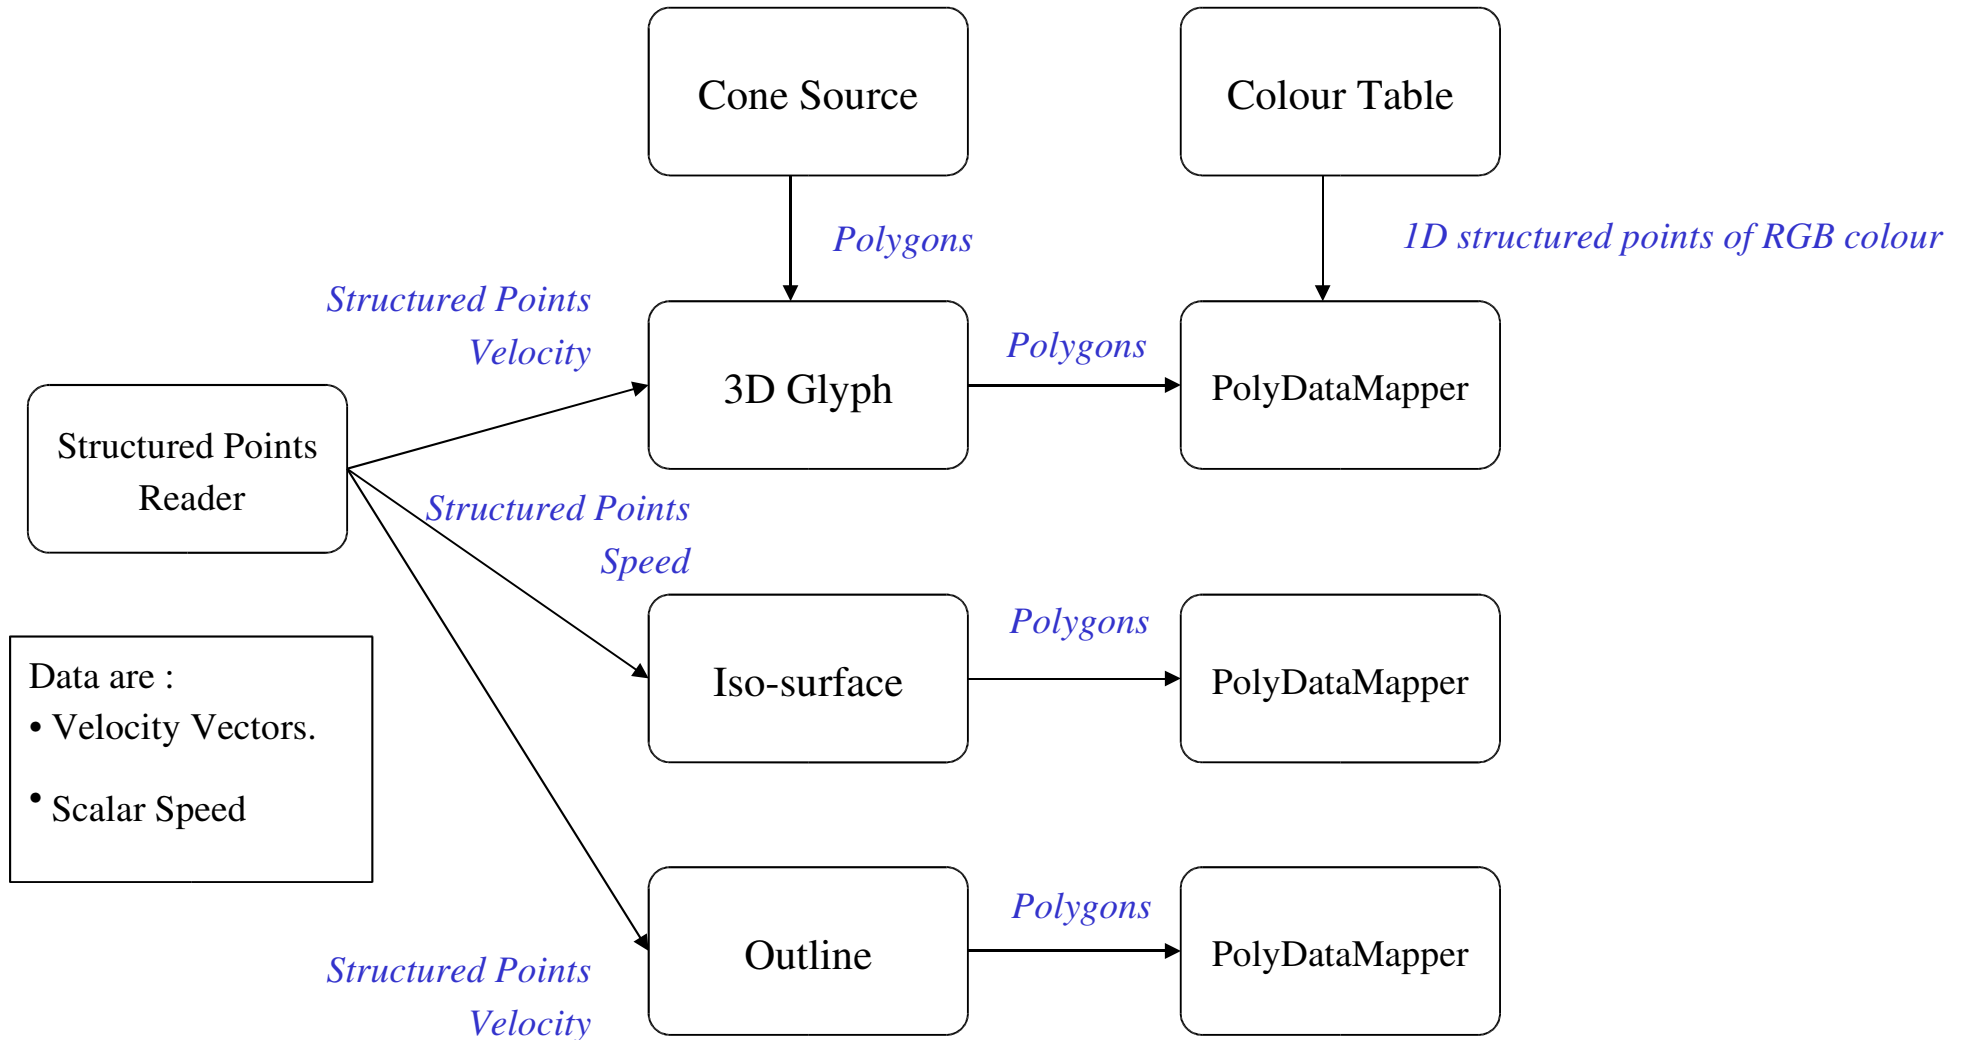 Cone Source
Colour Table
Polygons
1D structured points of RGB colour
Structured Points
Velocity
3D Glyph
Polygons
PolyDataMapper
Structured Points
Reader
Structured Points
Speed
Iso-surface
Polygons
PolyDataMapper
Data are :
• Velocity Vectors.
• Scalar Speed
Outline
Polygons
PolyDataMapper
Structured Points
Velocity